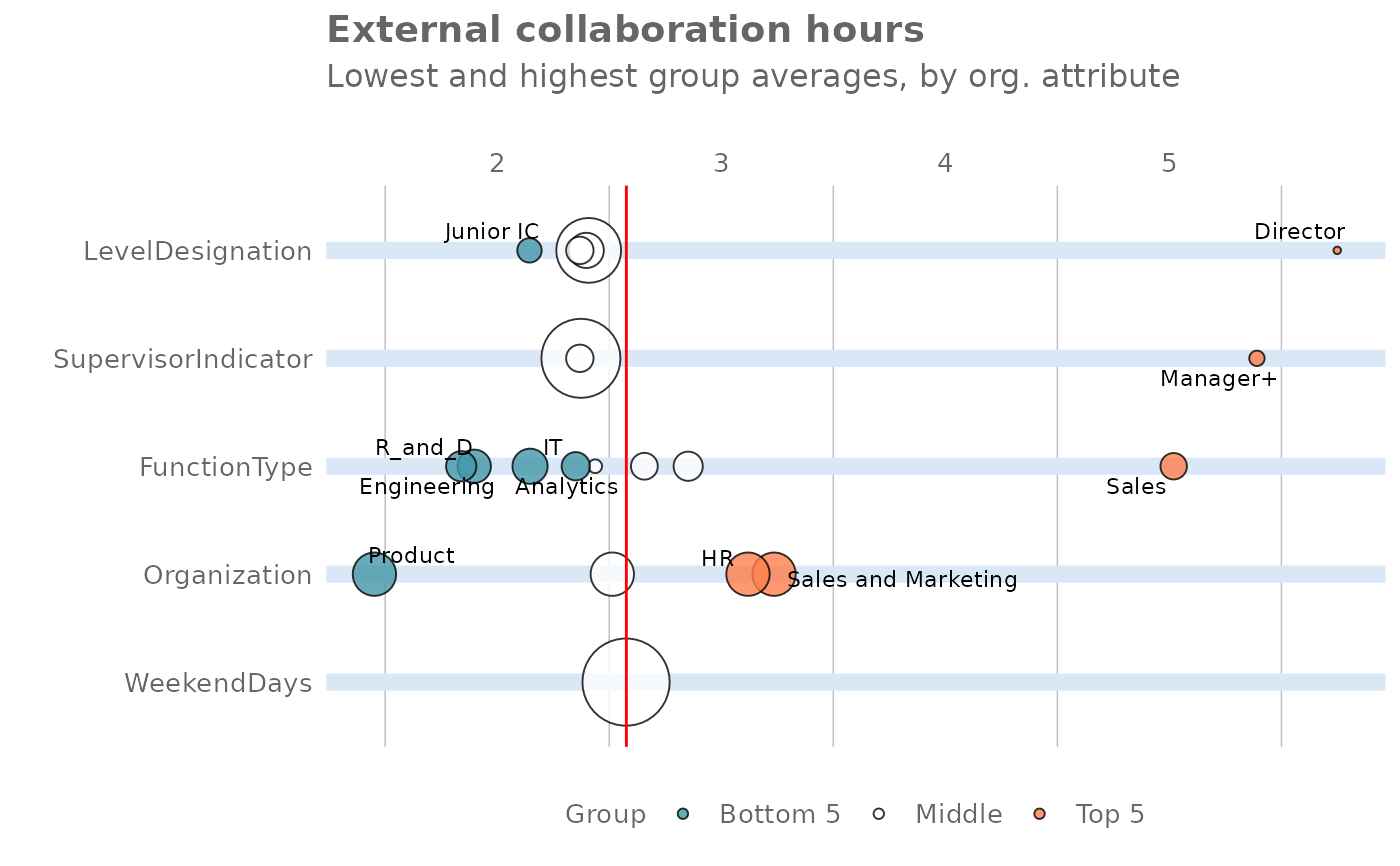 External collaboration hours
Lowest and highest group averages, by org. attribute
2 3 4 5
Junior IC
Director
LevelDesignation
SupervisorIndicator
Manager+
R_and_D
IT
FunctionType
Engineering
Analytics
Sales
Product
HR
Organization
Sales and Marketing
WeekendDays
Group Bottom 5 Middle Top 5